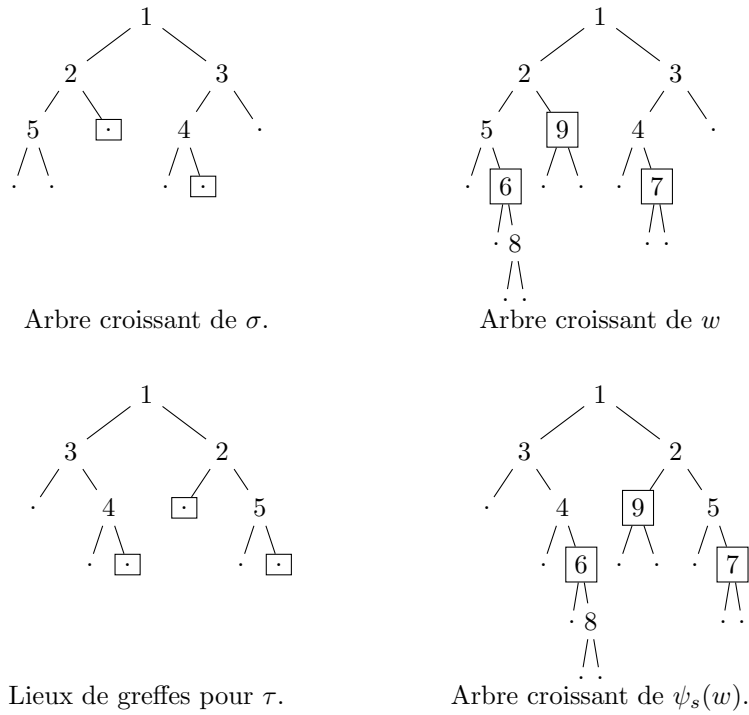 1 1
2 3 2 3
5 4 5 9 4
6 7
8
Arbre croissant de σ. Arbre croissant de w
1 1
3 2 3 2
4 5 4 9 5
6 7
8
Lieux de greffes pour τ. Arbre croissant de ψₛ(w).